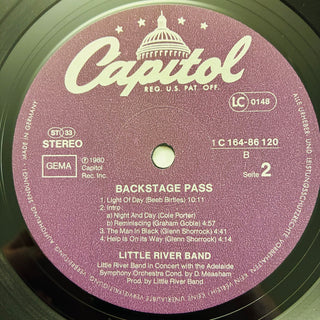 Capitol
REG. U.S. PAT. OFF.
ST 33
STEREO
LC 0148
GEMA
℗ 1980
Capitol
Rec. Inc.
1 C 164-86 120
B
Seite 2
BACKSTAGE PASS
1. Light Of Day (Beeb Birtles) 10:11
2. Intro:
a) Night And Day (Cole Porter)
b) Reminiscing (Graham Goble) 4:57
3. The Man In Black (Glenn Shorrock) 4:56
4. Help Is On Its Way (Glenn Shorrock) 4:14
LITTLE RIVER BAND
Little River Band in Concert with the Adelaide
Symphony Orchestra Cond. by D. Measham
Prod. by Little River Band
MADE IN GERMANY